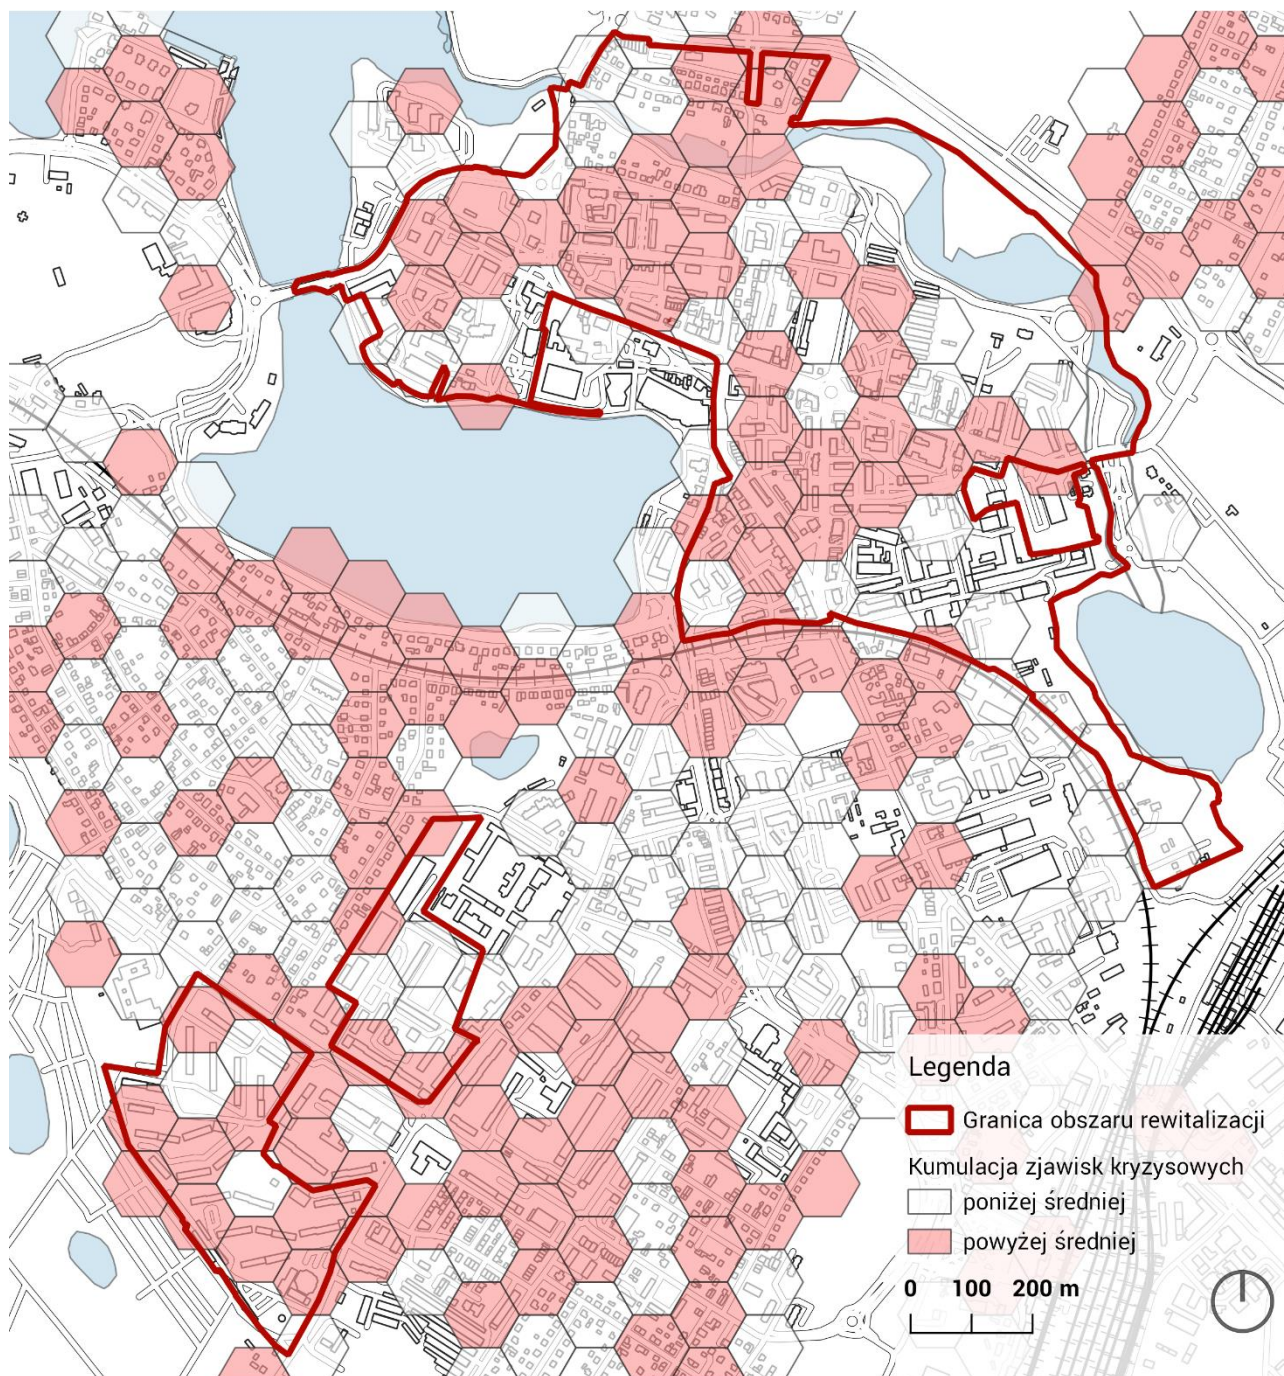 Legenda
Granica obszaru rewitalizacji
Kumulacja zjawisk kryzysowych
poniżej średniej
powyżej średniej
0 100 200 m